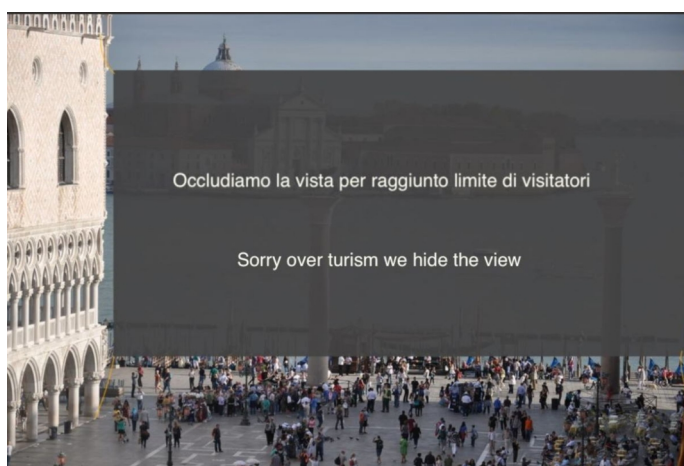 Occludiamo la vista per raggiunto limite di visitatori
Sorry over turism we hide the view